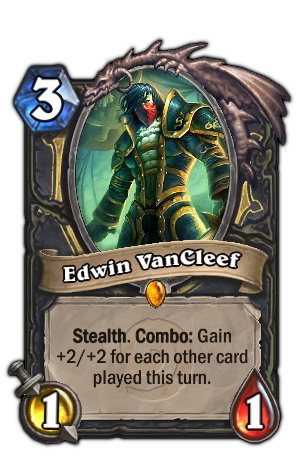 3
Edwin VanCleef
Stealth. Combo: Gain
+2/+2 for each other card
played this turn.
1
1